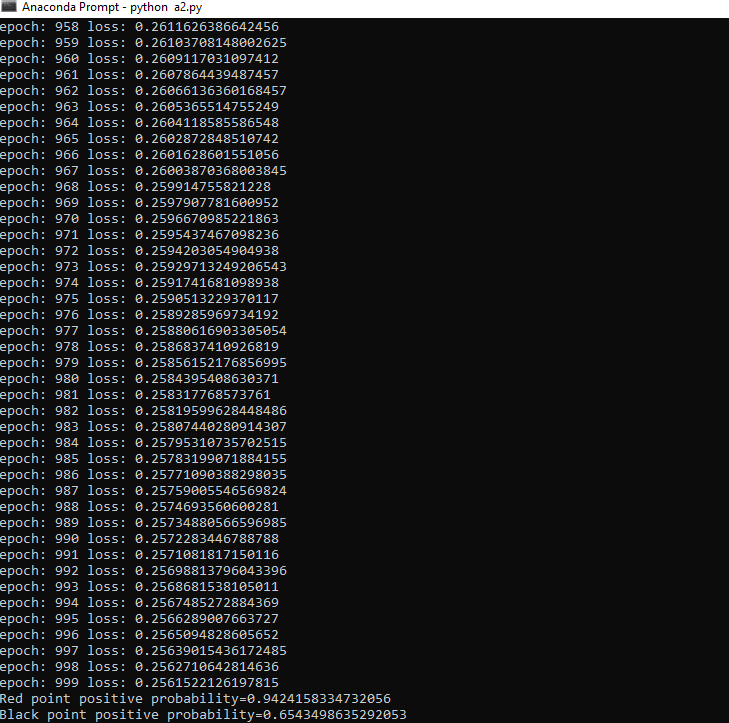 Anaconda Prompt - python  a2.py
epoch: 958 loss: 0.2611626386642456
epoch: 959 loss: 0.26103708148002625
epoch: 960 loss: 0.2609117031097412
epoch: 961 loss: 0.2607864439487457
epoch: 962 loss: 0.26066136360168457
epoch: 963 loss: 0.2605365514755249
epoch: 964 loss: 0.2604118585586548
epoch: 965 loss: 0.2602872848510742
epoch: 966 loss: 0.2601628601551056
epoch: 967 loss: 0.26003870368003845
epoch: 968 loss: 0.259914755821228
epoch: 969 loss: 0.2597907781600952
epoch: 970 loss: 0.2596670985221863
epoch: 971 loss: 0.2595437467098236
epoch: 972 loss: 0.2594203054904938
epoch: 973 loss: 0.25929713249206543
epoch: 974 loss: 0.2591741681098938
epoch: 975 loss: 0.2590513229370117
epoch: 976 loss: 0.2589285969734192
epoch: 977 loss: 0.25880616903305054
epoch: 978 loss: 0.2586837410926819
epoch: 979 loss: 0.25856152176856995
epoch: 980 loss: 0.2584395408630371
epoch: 981 loss: 0.258317768573761
epoch: 982 loss: 0.25819599628448486
epoch: 983 loss: 0.25807440280914307
epoch: 984 loss: 0.25795310735702515
epoch: 985 loss: 0.25783199071884155
epoch: 986 loss: 0.25771090388298035
epoch: 987 loss: 0.25759005546569824
epoch: 988 loss: 0.2574693560600281
epoch: 989 loss: 0.25734880566596985
epoch: 990 loss: 0.2572283446788788
epoch: 991 loss: 0.2571081817150116
epoch: 992 loss: 0.25698813796043396
epoch: 993 loss: 0.2568681538105011
epoch: 994 loss: 0.2567485272884369
epoch: 995 loss: 0.2566289007663727
epoch: 996 loss: 0.2565094828605652
epoch: 997 loss: 0.25639015436172485
epoch: 998 loss: 0.2562710642814636
epoch: 999 loss: 0.2561522126197815
Red point positive probability=0.9424158334732056
Black point positive probability=0.6543498635292053